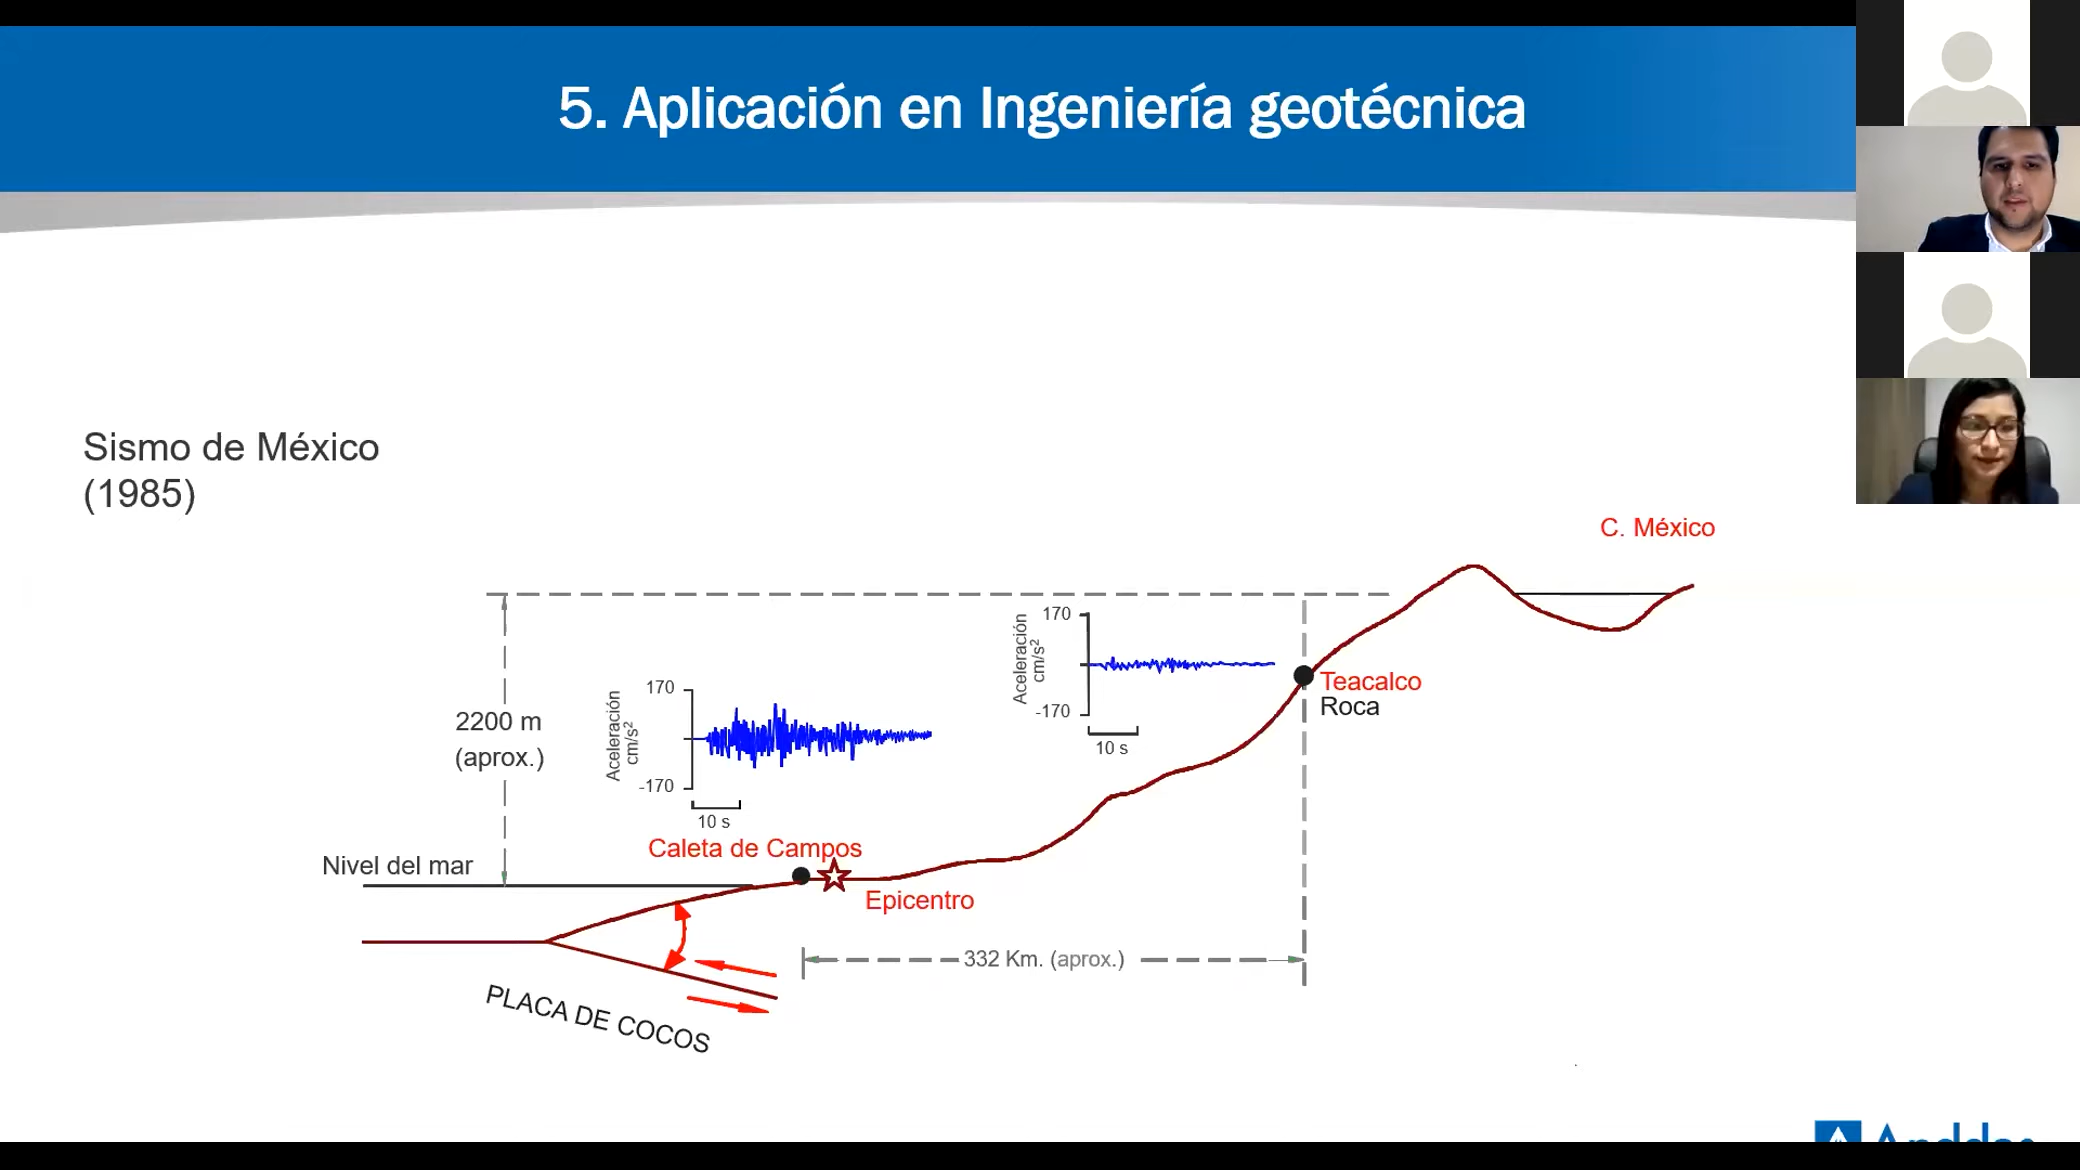 5. Aplicación en Ingeniería geotécnica
Sismo de México
(1985)
C. México
170
Aceleración
cm/s²
-170
10 s
Teacalco
Roca
2200 m
(aprox.)
170
Aceleración
cm/s²
-170
10 s
Caleta de Campos
Nivel del mar
Epicentro
332 Km. (aprox.)
PLACA DE COCOS